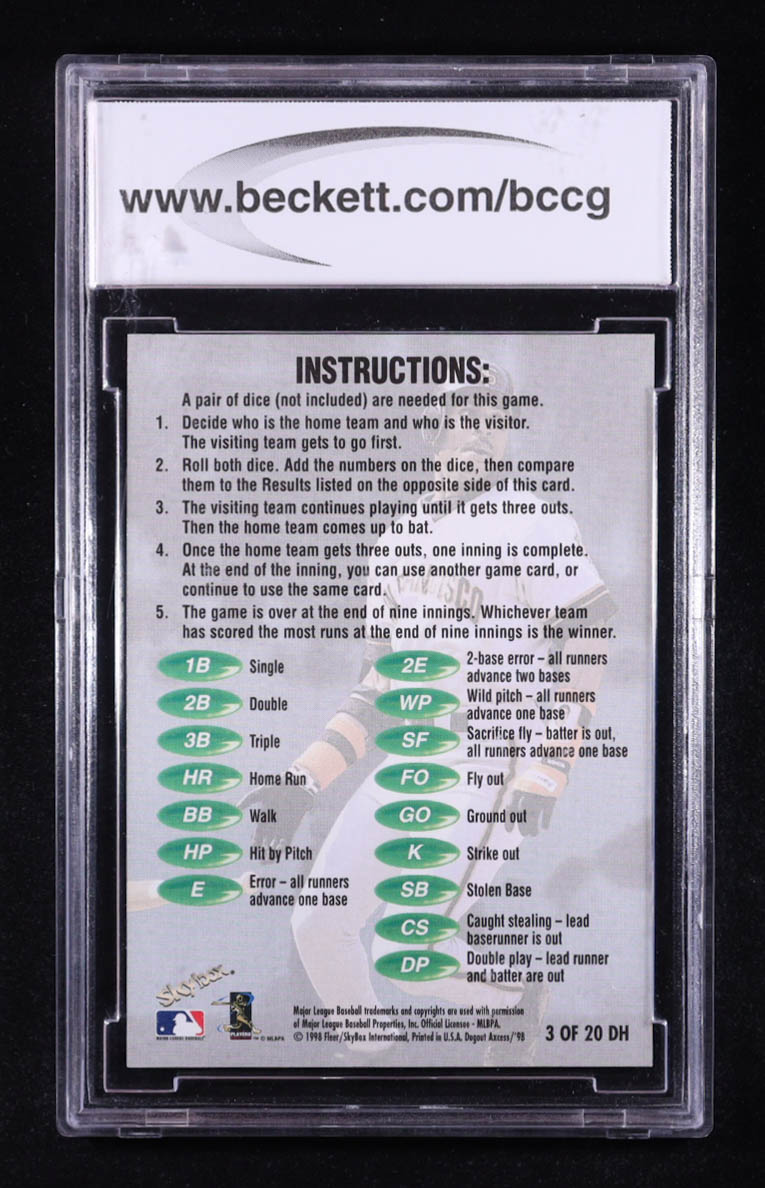 www.beckett.com/bccg
INSTRUCTIONS:
A pair of dice (not included) are needed for this game.
1. Decide who is the home team and who is the visitor.
The visiting team gets to go first.
2. Roll both dice. Add the numbers on the dice, then compare
them to the Results listed on the opposite side of this card.
3. The visiting team continues playing until it gets three outs.
Then the home team comes up to bat.
4. Once the home team gets three outs, one inning is complete.
At the end of the inning, you can use another game card, or
continue to use the same card.
5. The game is over at the end of nine innings. Whichever team
has scored the most runs at the end of nine innings is the winner.
1B Single
2B Double
3B Triple
HR Home Run
BB Walk
HP Hit by Pitch
E Error – all runners
advance one base
2E 2-base error – all runners
advance two bases
WP Wild pitch – all runners
advance one base
SF Sacrifice fly – batter is out,
all runners advance one base
FO Fly out
GO Ground out
K Strike out
SB Stolen Base
CS Caught stealing – lead
baserunner is out
DP Double play – lead runner
and batter are out
SkyBox
MAJOR LEAGUE BASEBALL
PLAYERS
™ © MLBPA
Major League Baseball trademarks and copyrights are used with permission
of Major League Baseball Properties, Inc. Official Licensee - MLBPA.
© 1998 Fleer/SkyBox International, Printed in U.S.A. Dugout Axcess/'98
3 OF 20 DH